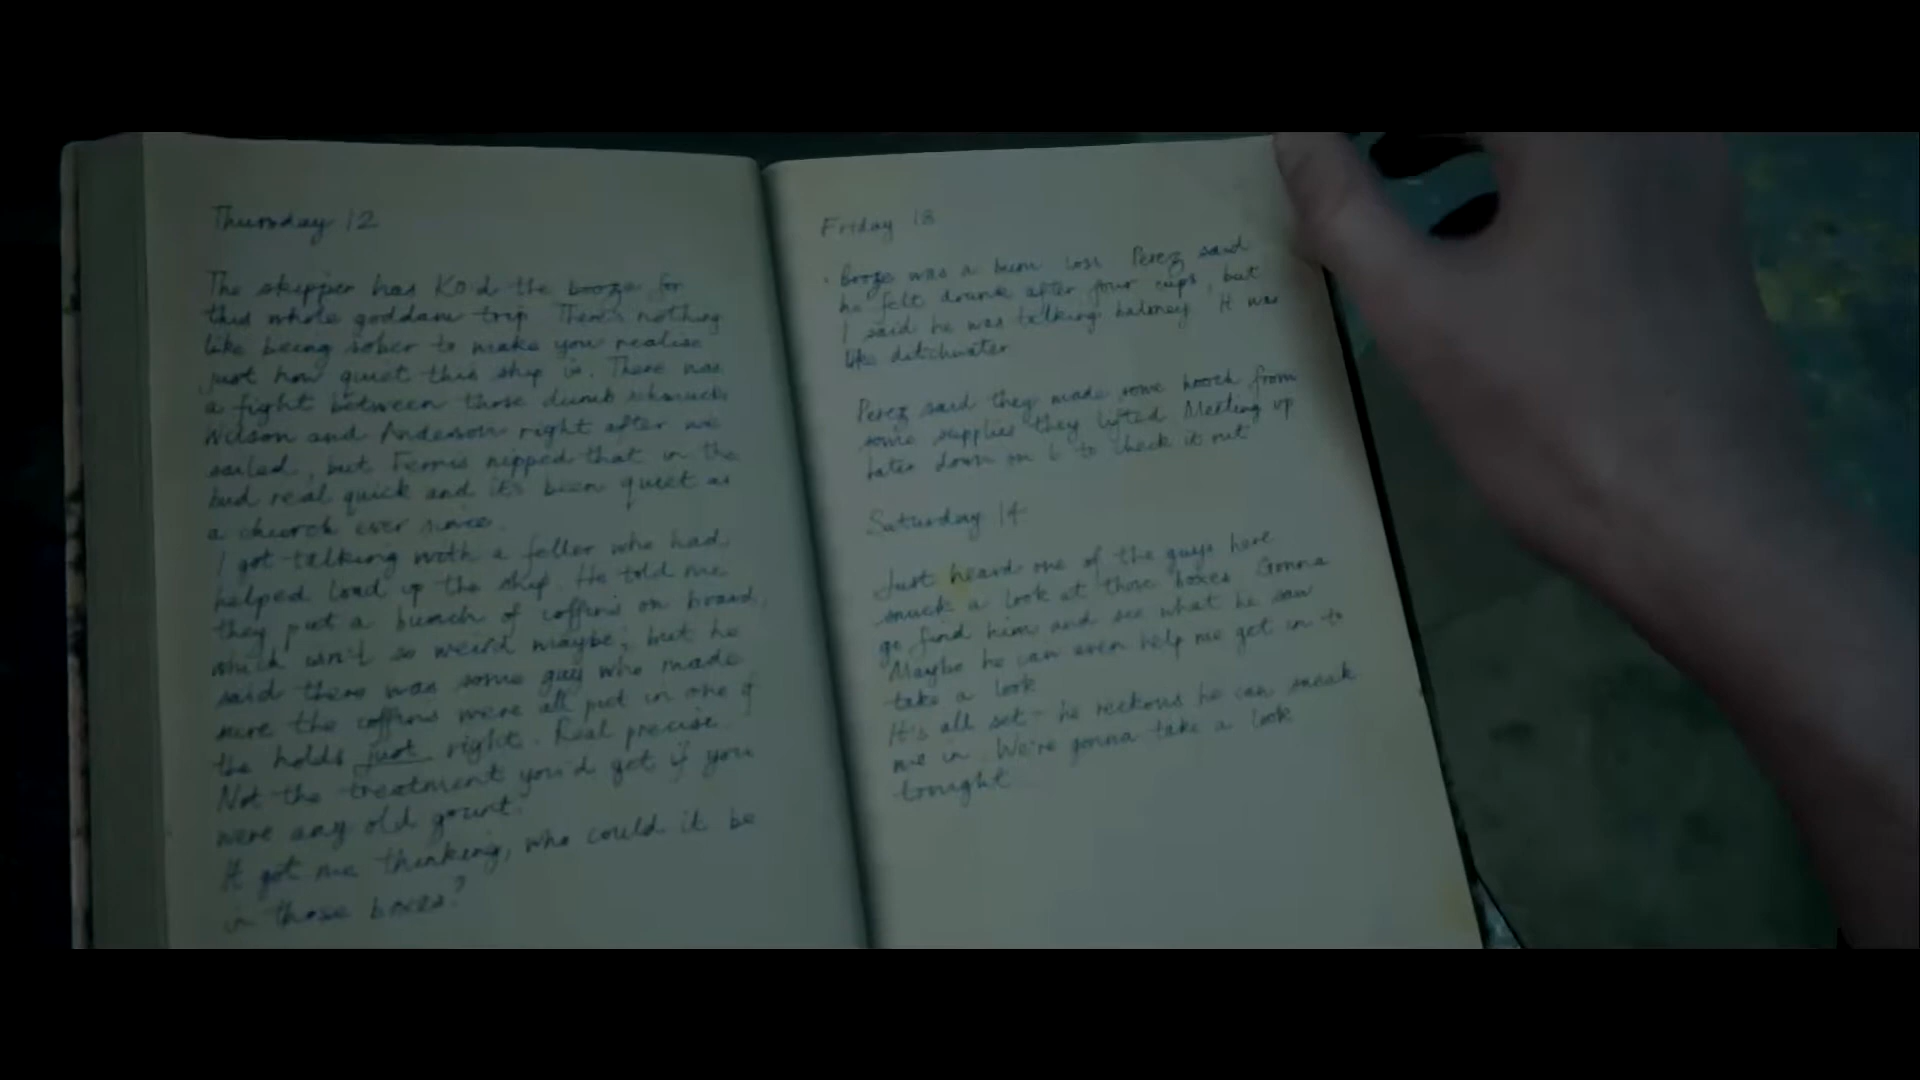 Thursday 12
The skipper has KO'd the booze for
this whole goddam trip. There's nothing
like being sober to make you realise
just how quiet this ship is. There was
a fight between those dumb schmucks
Wilson and Anderson right after we
sailed, but Ferris nipped that in the
bud real quick and it's been quiet as
a church ever since.
I got talking with a feller who had
helped load up the ship. He told me
they put a bunch of coffins on board,
which isn't so weird maybe, but he
said there was some guy who made
sure the coffins were all put in one of
the holds just right. Real precise.
Not the treatment you'd get if you
were any old grunt.
It got me thinking, who could it be
in those boxes?
Friday 13
Booze was a bum Perez said
he felt drunk after four cups, but
I said he was talking baloney. It was
like ditchwater
Perez said they made some hooch from
some supplies they lifted. Meeting up
later down on to check it out
Saturday 14
Just heard one of the guys here
snuck a look at those boxes. Gonna
go find him and see what he saw
Maybe he can even help me get in to
take a look
It's all set - he reckons he can sneak
me in. We're gonna take a look
tonight